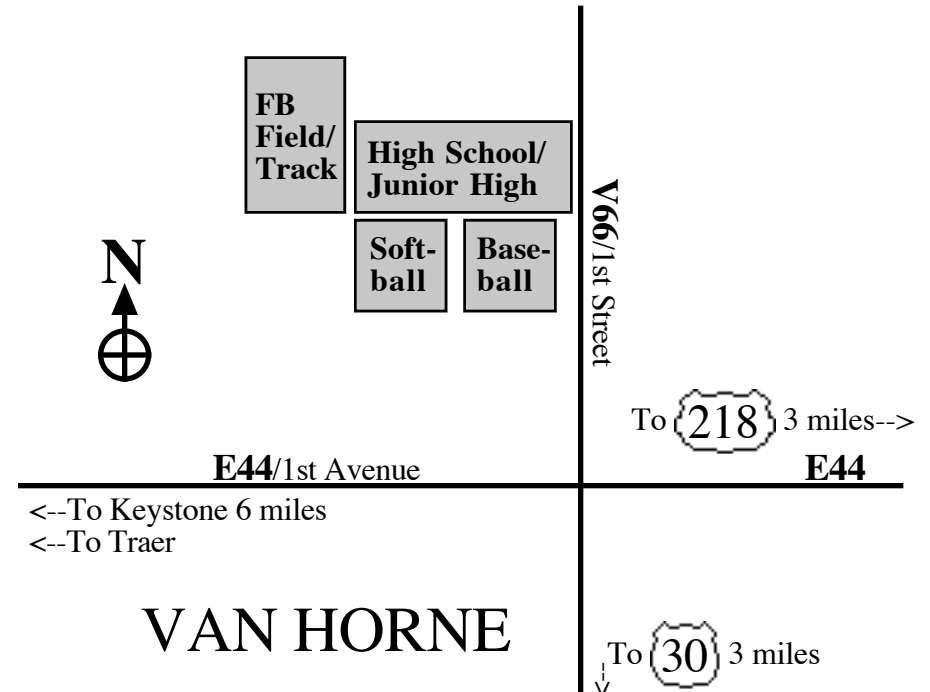 FB
Field/
Track
High School/
Junior High
Soft-
ball
Base-
ball
N
V66/1st Street
To 218 3 miles-->
E44/1st Avenue
E44
<--To Keystone 6 miles
<--To Traer
VAN HORNE
To 30 3 miles